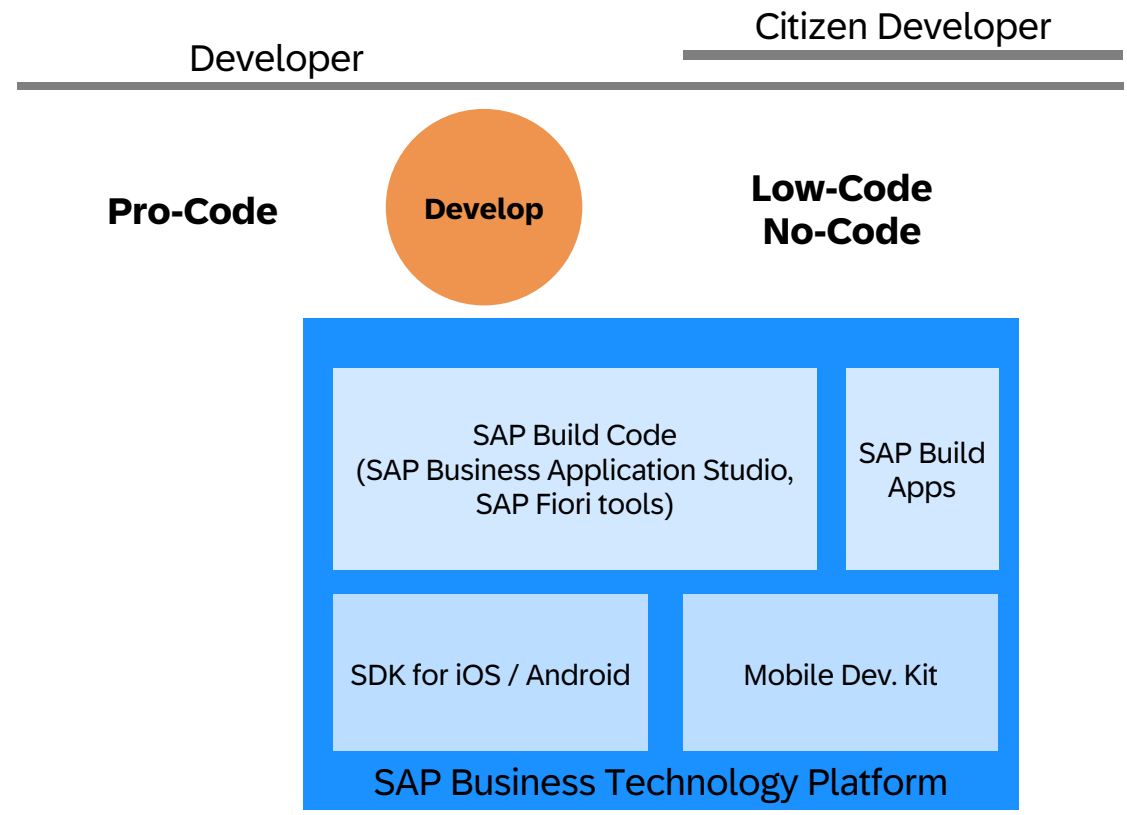 Citizen Developer
Developer
Pro-Code
Develop
Low-Code
No-Code
SAP Build Code
(SAP Business Application Studio,
SAP Fiori tools)
SAP Build
Apps
SDK for iOS / Android
Mobile Dev. Kit
SAP Business Technology Platform